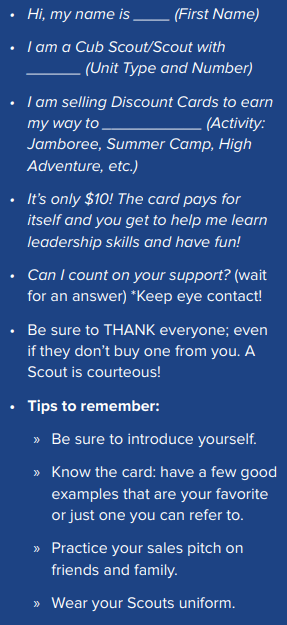 • Hi, my name is _____ (First Name)
• I am a Cub Scout/Scout with
_______ (Unit Type and Number)
• I am selling Discount Cards to earn
my way to _____________ (Activity:
Jamboree, Summer Camp, High
Adventure, etc.)
• It’s only $10! The card pays for
itself and you get to help me learn
leadership skills and have fun!
• Can I count on your support? (wait
for an answer) *Keep eye contact!
• Be sure to THANK everyone; even
if they don’t buy one from you. A
Scout is courteous!
• Tips to remember:
» Be sure to introduce yourself.
» Know the card: have a few good
examples that are your favorite
or just one you can refer to.
» Practice your sales pitch on
friends and family.
» Wear your Scouts uniform.